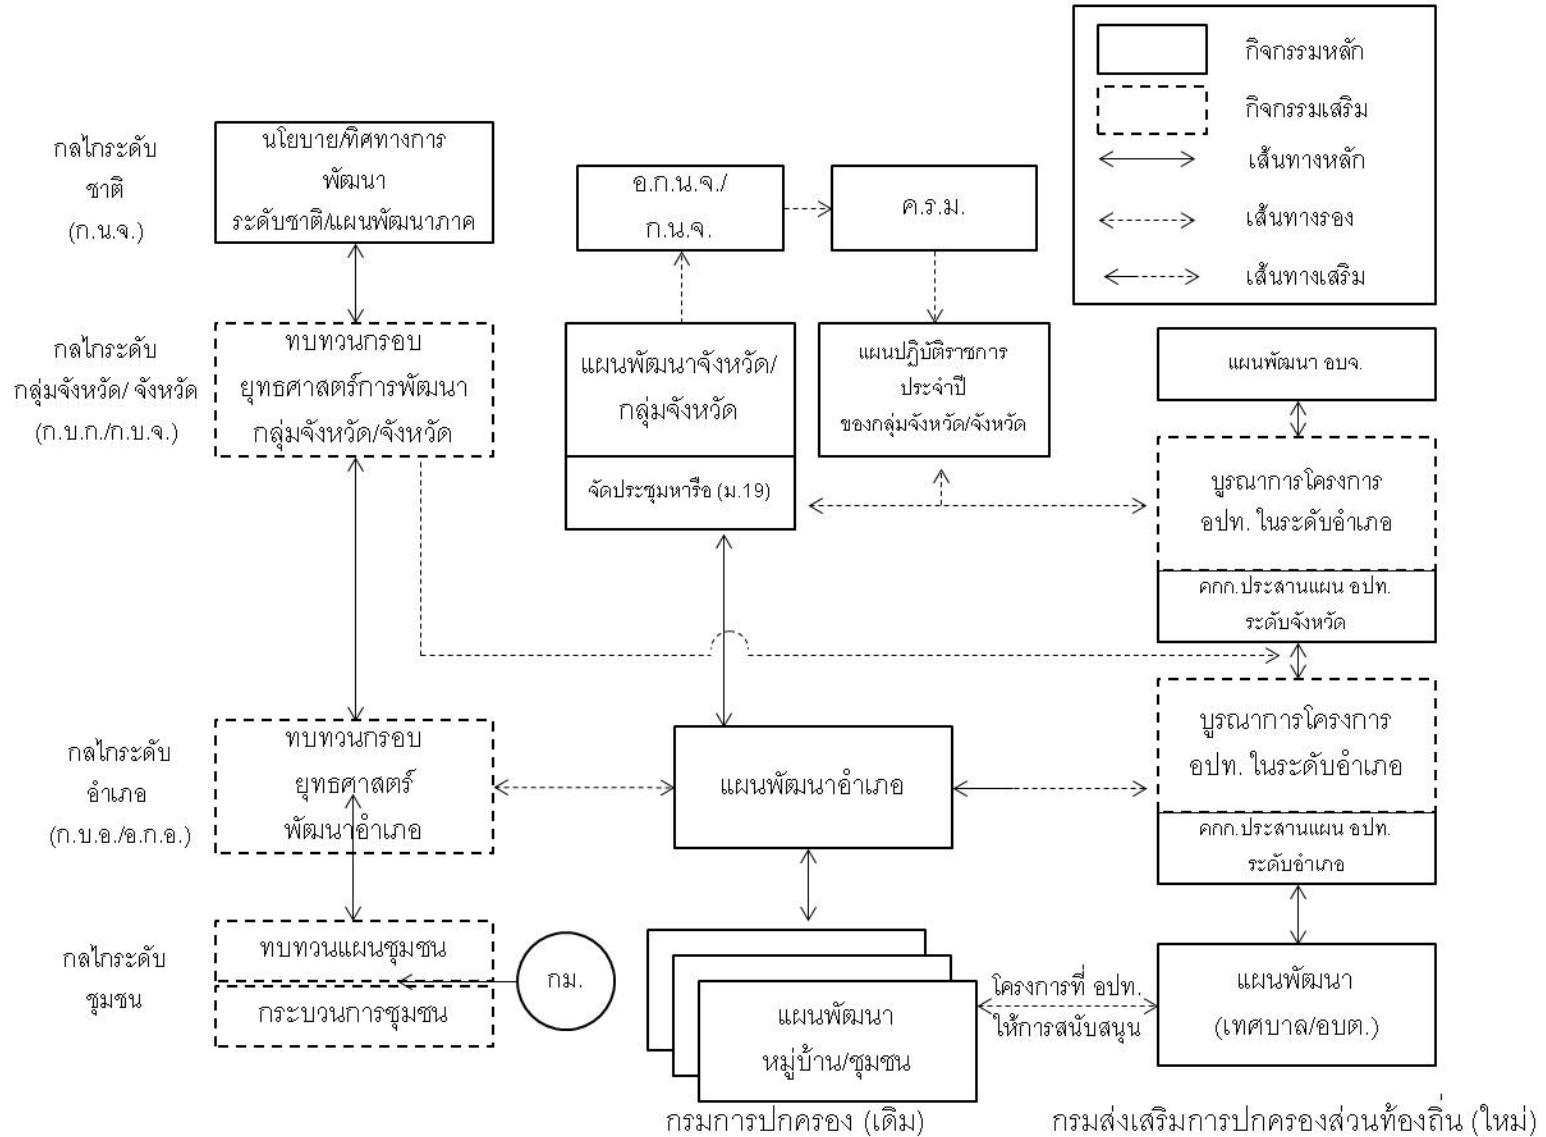 กิจกรรมหลัก
กิจกรรมเสริม
เส้นทางหลัก
เส้นทางรอง
เส้นทางเสริม
กลไกระดับ
ชาติ
(ก.น.จ.)
นโยบาย/ทิศทางการ
พัฒนา
ระดับชาติ/แผนพัฒนาภาค
อ.ก.น.จ./
ก.น.จ.
ค.ร.ม.
กลไกระดับ
กลุ่มจังหวัด/ จังหวัด
(ก.บ.ก./ก.บ.จ.)
ทบทวนกรอบ
ยุทธศาสตร์การพัฒนา
กลุ่มจังหวัด/จังหวัด
แผนพัฒนาจังหวัด/
กลุ่มจังหวัด
จัดประชุมหารือ (ม.19)
แผนปฏิบัติราชการ
ประจำปี
ของกลุ่มจังหวัด/จังหวัด
แผนพัฒนา อบจ.
บูรณาการโครงการ
อปท. ในระดับอำเภอ
คกก.ประสานแผน อปท.
ระดับจังหวัด
กลไกระดับ
อำเภอ
(ก.บ.อ./อ.ก.อ.)
ทบทวนกรอบ
ยุทธศาสตร์
พัฒนาอำเภอ
แผนพัฒนาอำเภอ
บูรณาการโครงการ
อปท. ในระดับอำเภอ
คกก.ประสานแผน อปท.
ระดับอำเภอ
กลไกระดับ
ชุมชน
ทบทวนแผนชุมชน
กระบวนการชุมชน
กม.
แผนพัฒนา
หมู่บ้าน/ชุมชน
โครงการที่ อปท.
ให้การสนับสนุน
แผนพัฒนา
(เทศบาล/อบต.)
กรมการปกครอง (เดิม)
กรมส่งเสริมการปกครองส่วนท้องถิ่น (ใหม่)